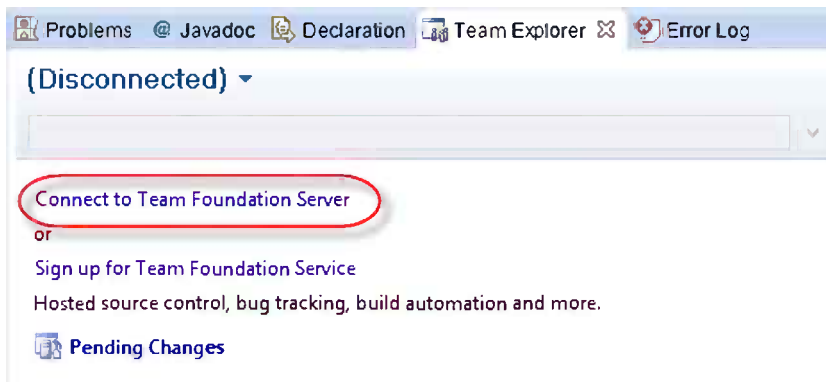 Problems @ Javadoc Declaration Team Explorer Error Log
(Disconnected)
Connect to Team Foundation Server
or
Sign up for Team Foundation Service
Hosted source control, bug tracking, build automation and more.
Pending Changes